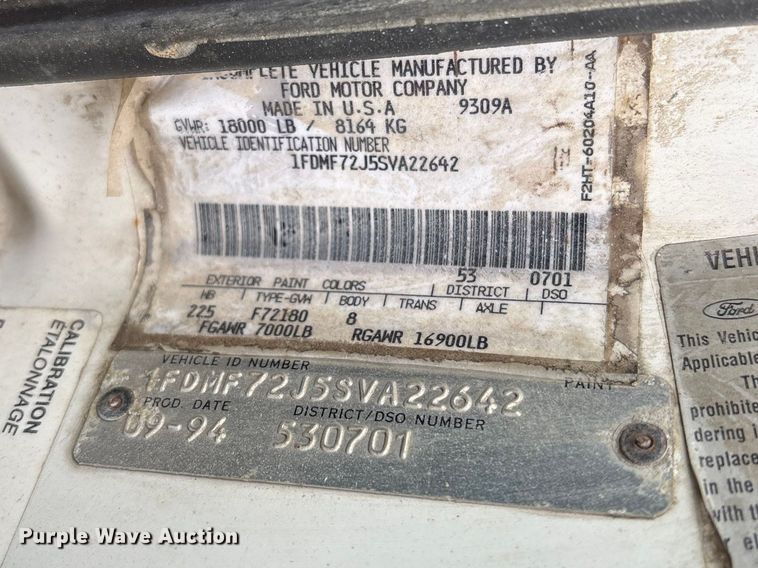 INCOMPLETE VEHICLE MANUFACTURED BY
FORD MOTOR COMPANY
MADE IN U.S.A 9309A
GVWR: 18000 LB / 8164 KG
VEHICLE IDENTIFICATION NUMBER
1FDMF72J5SVA22642
F2HT-60204A10-AA
53 0701
EXTERIOR PAINT COLORS DISTRICT DSO
WB TYPE-GVW BODY TRANS AXLE
225 F72180 8
FGAWR 7000LB RGAWR 16900LB
VEHICLE ID NUMBER PAINT
1FDMF72J5SVA22642
PROD. DATE DISTRICT/DSO NUMBER
09-94 530701
CALIBRATION
ETALONNAGE
VEHI
Ford
This Vehic
Applicable
Th
prohibite
dering i
replace
in the
with t
r el
Purple Wave Auction